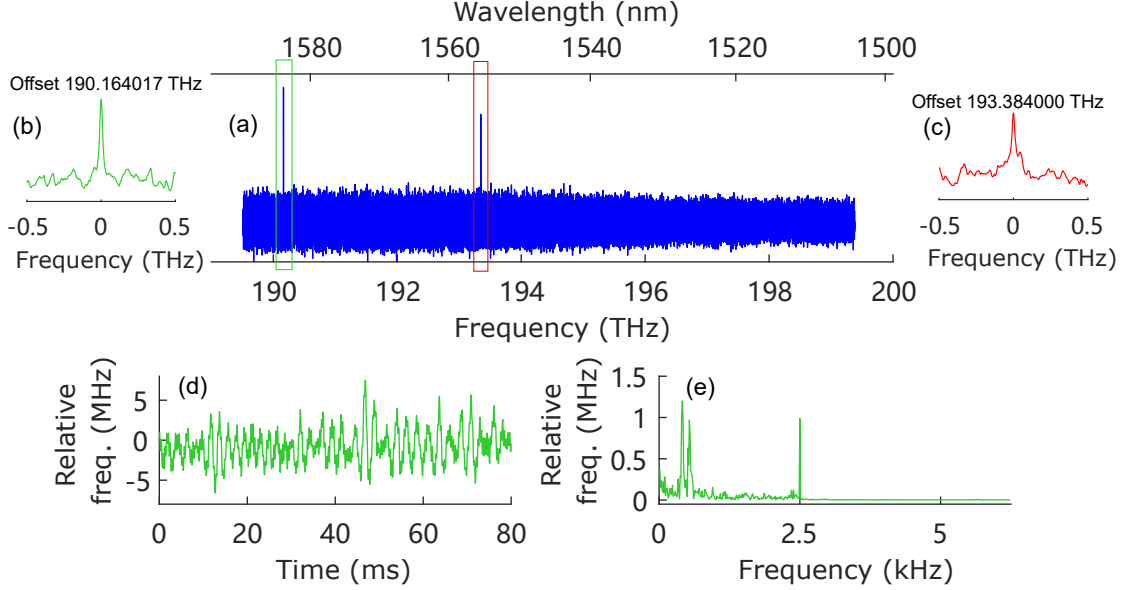 Wavelength (nm)
1580 1560 1540 1520 1500
Offset 190.164017 THz
(b)
-0.5 0 0.5
Frequency (THz)
(a)
190 192 194 196 198 200
Frequency (THz)
Offset 193.384000 THz
(c)
-0.5 0 0.5
Frequency (THz)
(d)
Relative
freq. (MHz)
5
0
-5
0 20 40 60 80
Time (ms)
(e)
Relative
freq. (MHz)
1.5
1
0.5
0
0 2.5 5
Frequency (kHz)